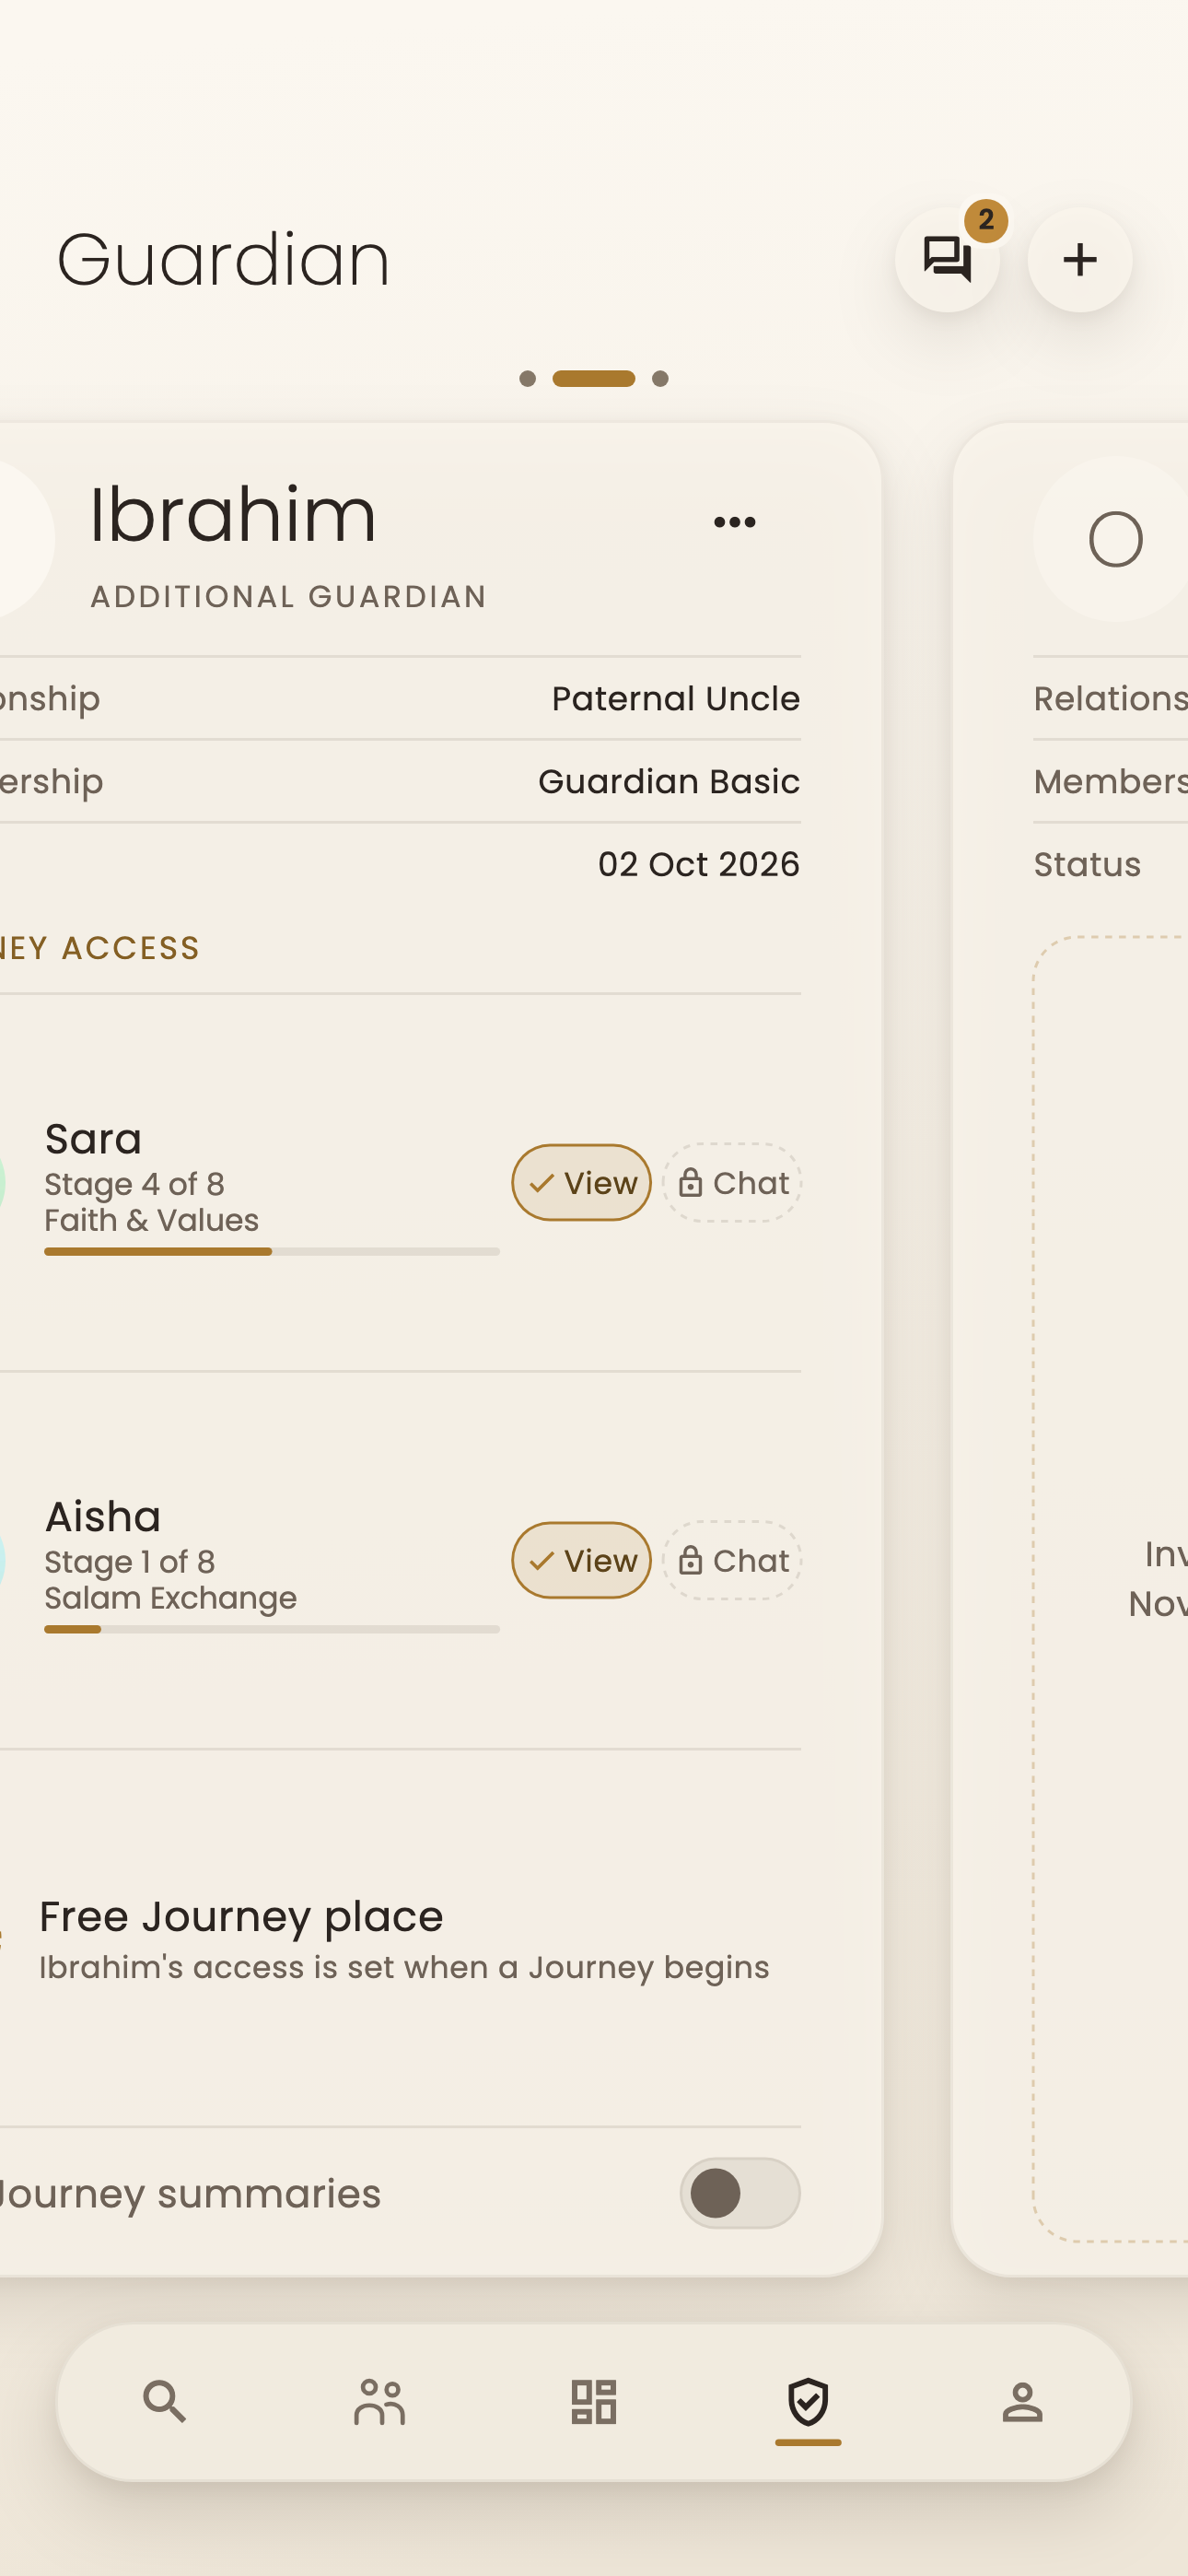 Guardian
2
Ibrahim
ADDITIONAL GUARDIAN
O
onship
Paternal Uncle
Relations
ership
Guardian Basic
Members
02 Oct 2026
Status
NEY ACCESS
Sara
Stage 4 of 8
Faith & Values
View
Chat
Aisha
Stage 1 of 8
Salam Exchange
View
Chat
Inv
Nov
Free Journey place
Ibrahim's access is set when a Journey begins
Journey summaries